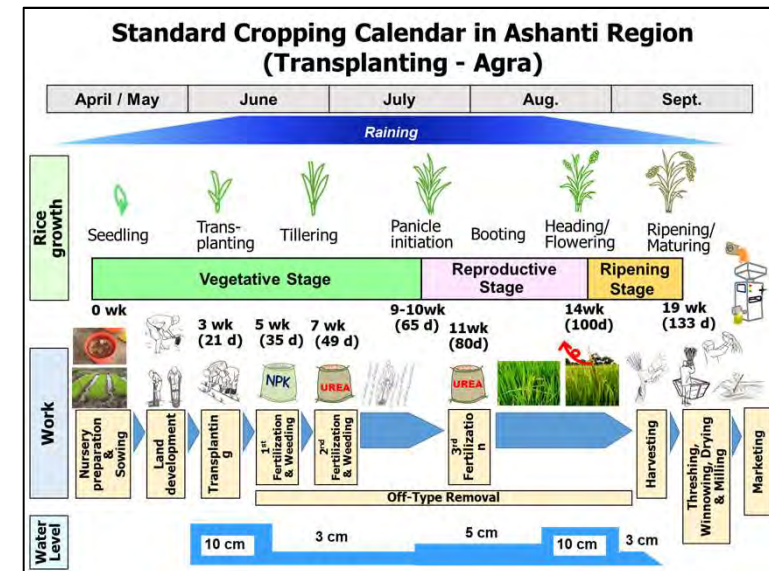 Standard Cropping Calendar in Ashanti Region
(Transplanting - Agra)
April / May
June
July
Aug.
Sept.
Raining
Rice
growth
Seedling
Trans-
planting
Tillering
Panicle
initiation
Booting
Heading/
Flowering
Ripening/
Maturing
Vegetative Stage
Reproductive
Stage
Ripening
Stage
0 wk
3 wk
(21 d)
5 wk
(35 d)
7 wk
(49 d)
9-10wk
(65 d)
11wk
(80d)
14wk
(100d)
19 wk
(133 d)
Work
NPK
UREA
UREA
Nursery
preparation
&
Sowing
Land
development
Transplantin
g
1st
Fertilization
& Weeding
2nd
Fertilization
& Weeding
3rd
Fertilizatio
n
Harvesting
Threshing,
Winnowing, Drying
& Milling
Marketing
Off-Type Removal
Water
Level
10 cm
3 cm
5 cm
10 cm
3 cm